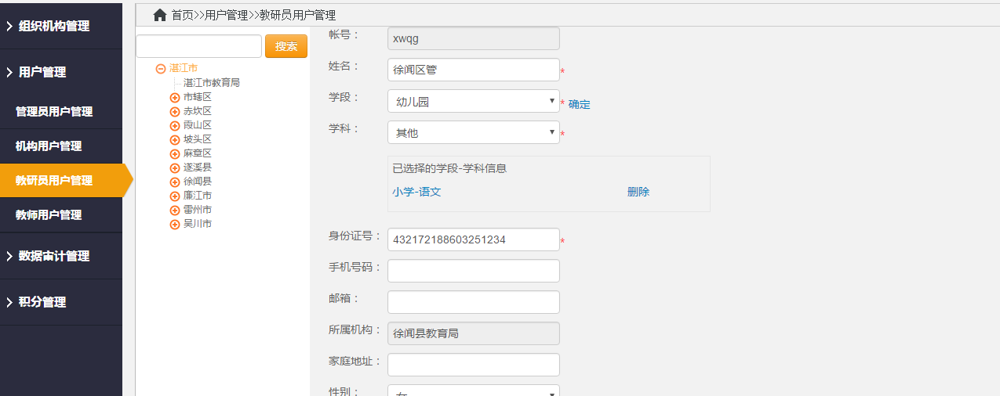 组织机构管理
用户管理
管理员用户管理
机构用户管理
教研员用户管理
教师用户管理
数据审计管理
积分管理
首页>>用户管理>>教研员用户管理
搜索
湛江市
湛江市教育局
市辖区
赤坎区
霞山区
坡头区
麻章区
遂溪县
徐闻县
廉江市
雷州市
吴川市
帐号：
xwqg
姓名：
徐闻区管
*
学段：
幼儿园
* 确定
学科：
其他
*
已选择的学段-学科信息
小学-语文 删除
身份证号：
432172188603251234
*
手机号码：
邮箱：
所属机构：
徐闻县教育局
家庭地址：
性别：